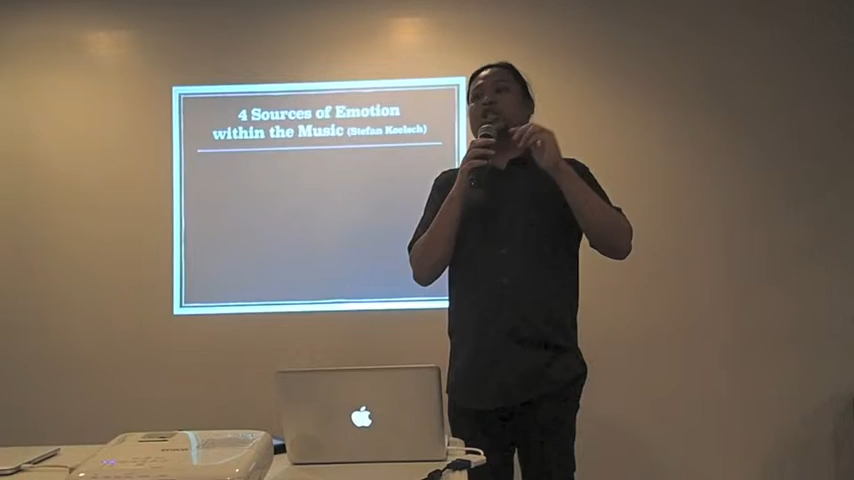 4 Sources of Emotion
within the Music (Stefan Koelsch)